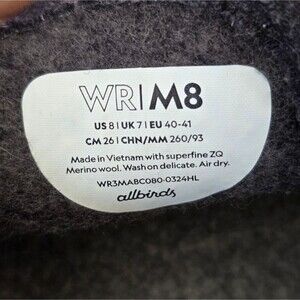 WR|M8
US 8 | UK 7 | EU 40-41
CM 26 | CHN/MM 260/93
Made in Vietnam with superfine ZQ
Merino wool. Wash on delicate. Air dry.
WR3MABC080-0324HL
allbirds